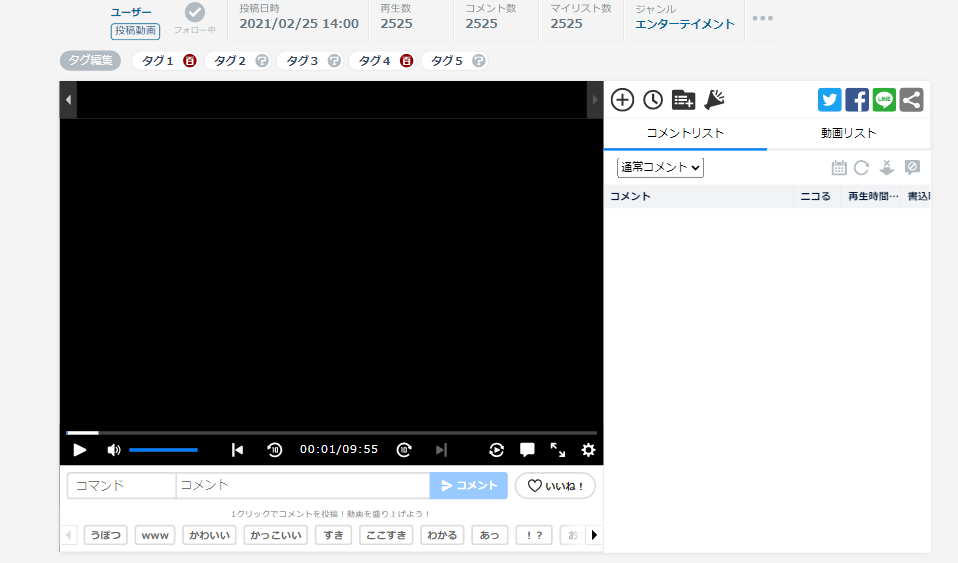 ユーザー
投稿動画
フォロー中
投稿日時
2021/02/25 14:00
再生数
2525
コメント数
2525
マイリスト数
2525
ジャンル
エンターテイメント
タグ編集
タグ1 百
タグ2 ?
タグ3 ?
タグ4 百
タグ5 ?
LINE
コメントリスト
動画リスト
通常コメント
コメント
ニコる
再生時間…
書込
10
00:01/09:55
10
コマンド
コメント
コメント
いいね！
1クリックでコメントを投稿！動画を盛り上げよう！
うぽつ
www
かわいい
かっこいい
すき
ここすき
わかる
あっ
！？
お